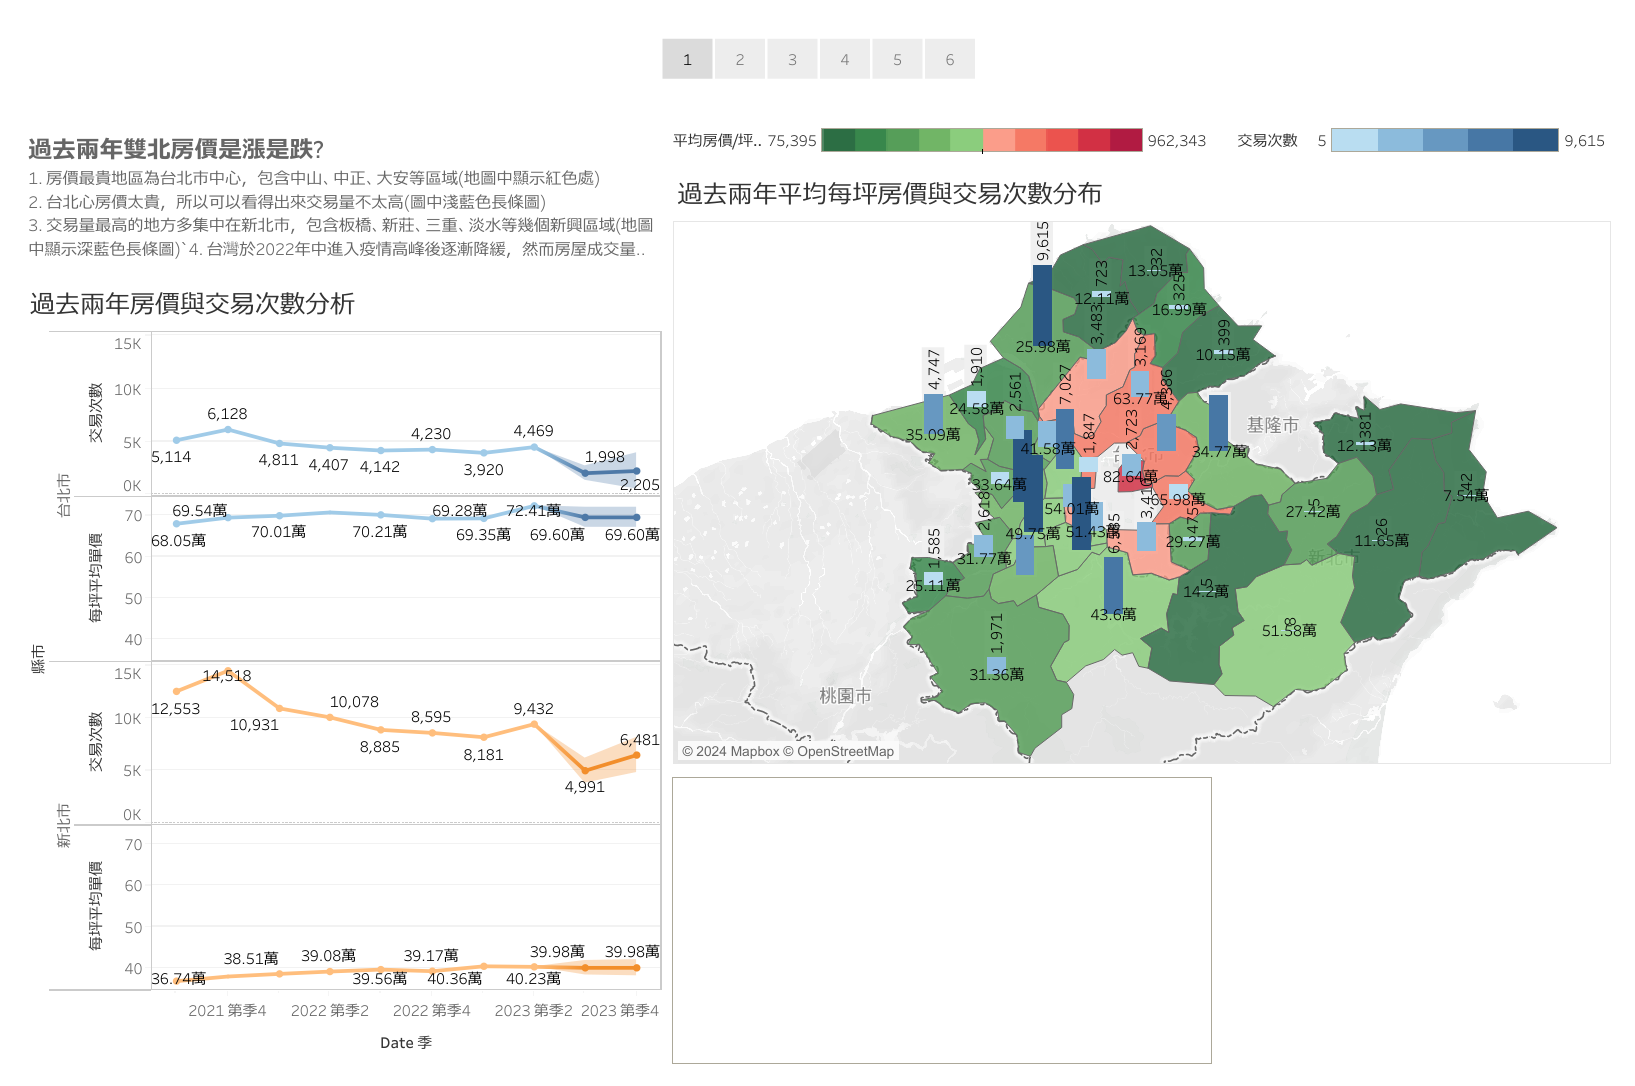 1 2 3 4 5 6
過去兩年雙北房價是漲是跌?
1. 房價最貴地區為台北市中心，包含中山、中正、大安等區域(地圖中顯示紅色處)
2. 台北心房價太貴，所以可以看得出來交易量不太高(圖中淺藍色長條圖)
3. 交易量最高的地方多集中在新北市，包含板橋、新莊、三重、淡水等幾個新興區域(地圖
中顯示深藍色長條圖)`4. 台灣於2022年中進入疫情高峰後逐漸降緩，然而房屋成交量..
平均房價/坪.. 75,395 962,343
交易次數 5 9,615
過去兩年平均每坪房價與交易次數分布
過去兩年房價與交易次數分析
縣市
台北市
交易次數
15K
10K
5K
0K
5,114 6,128 4,811 4,407 4,142 4,230 3,920 4,469 1,998 2,205
每坪平均單價
70
60
50
40
68.05萬 69.54萬 70.01萬 70.21萬 69.28萬 69.35萬 72.41萬 69.60萬 69.60萬
新北市
交易次數
15K
10K
5K
0K
12,553 14,518 10,931 10,078 8,885 8,595 8,181 9,432 4,991 6,481
每坪平均單價
70
60
50
40
36.74萬 38.51萬 39.08萬 39.56萬 39.17萬 40.36萬 40.23萬 39.98萬 39.98萬
2021 第季4 2022 第季2 2022 第季4 2023 第季2 2023 第季4
Date 季
9,615
25.98萬
723
12.11萬
32
13.05萬
325
16.99萬
399
10.15萬
3,483
3,169
63.77萬
4,386
4,747
35.09萬
1,910
24.58萬
2,561
7,027
41.58萬
1,847
2,723
82.64萬
34.77萬
基隆市
381
12.13萬
42
7.54萬
33.64萬
65.98萬
54.01萬
51.43萬
49.75萬
2,618
31.77萬
3,410
475
29.27萬
27.42萬
26
11.65萬
新北市
1,585
25.11萬
43.6萬
14.2萬
8
51.58萬
1,971
31.36萬
桃園市
© 2024 Mapbox © OpenStreetMap